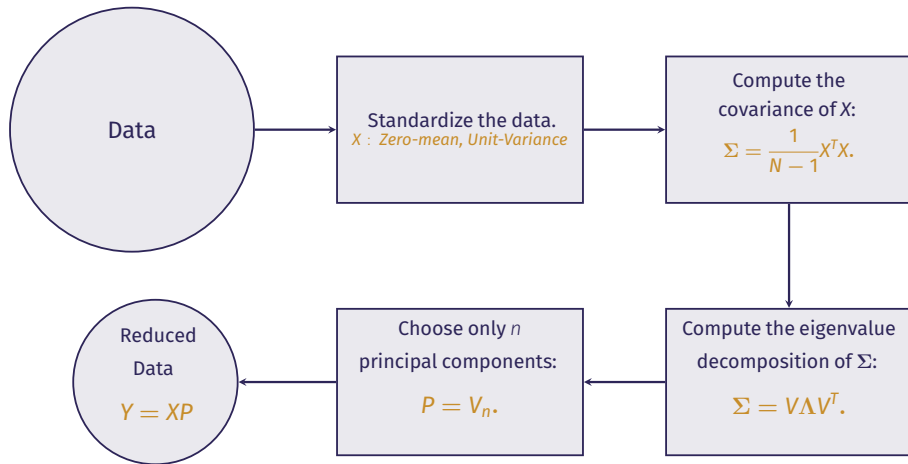 Data
Standardize the data.
X : Zero-mean, Unit-Variance
Compute the
covariance of X:
Σ = \frac{1}{N − 1} X^T X.
Compute the eigenvalue
decomposition of Σ:
Σ = VΛV^T.
Choose only n
principal components:
P = V_n.
Reduced
Data
Y = XP